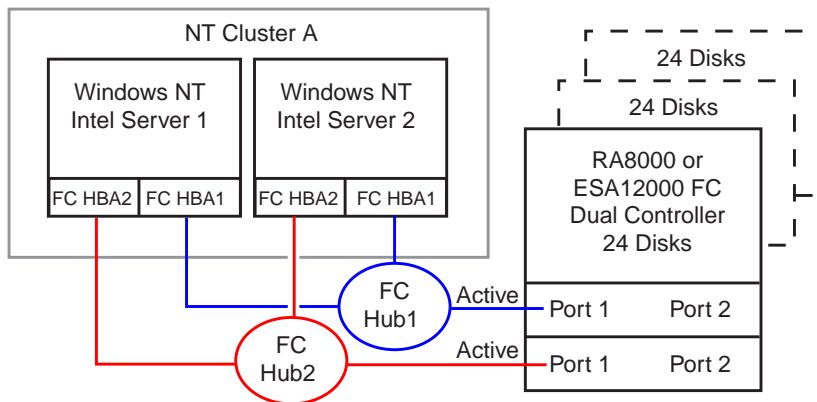 NT Cluster A
Windows NT
Intel Server 1
Windows NT
Intel Server 2
FC HBA2
FC HBA1
FC HBA2
FC HBA1
24 Disks
24 Disks
RA8000 or
ESA12000 FC
Dual Controller
24 Disks
FC
Hub1
Active
Port 1
Port 2
FC
Hub2
Active
Port 1
Port 2